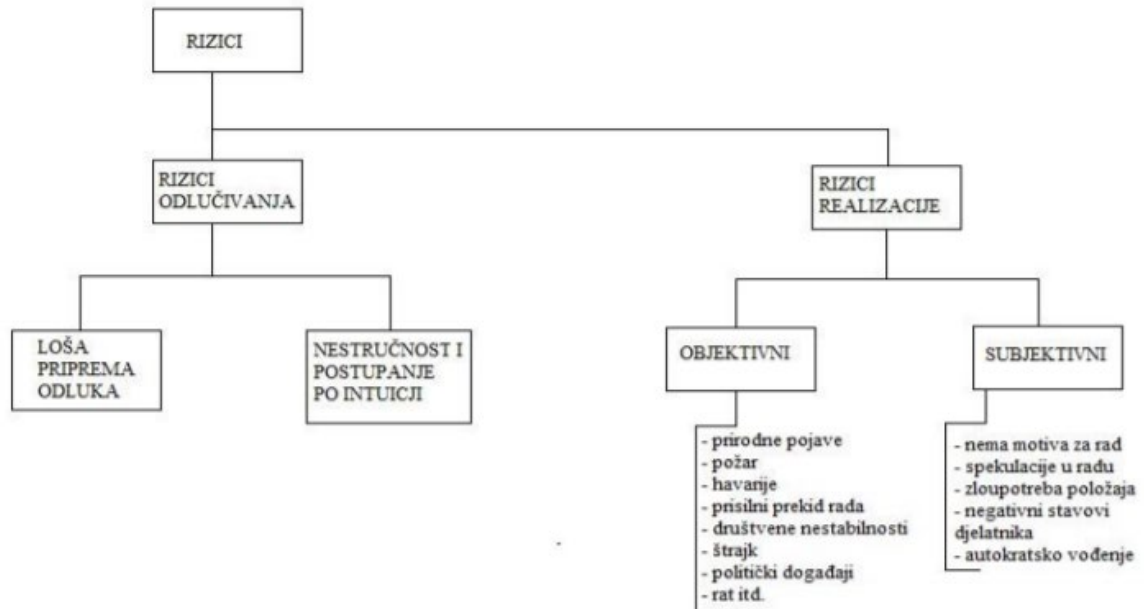 RIZICI
RIZICI
ODLUČIVANJA
RIZICI
REALIZACIJE
LOŠA
PRIPREMA
ODLUKA
NESTRUČNOST I
POSTUPANJE
PO INTUICJI
OBJEKTIVNI
SUBJEKTIVNI
- prirodne pojave
- požar
- havarije
- prisilni prekid rada
- društvene nestabilnosti
- štrajk
- politički događaji
- rat itd.
- nema motiva za rad
- spekulacije u radu
- zloupotreba položaja
- negativni stavovi
djelatnika
- autokratsko vođenje